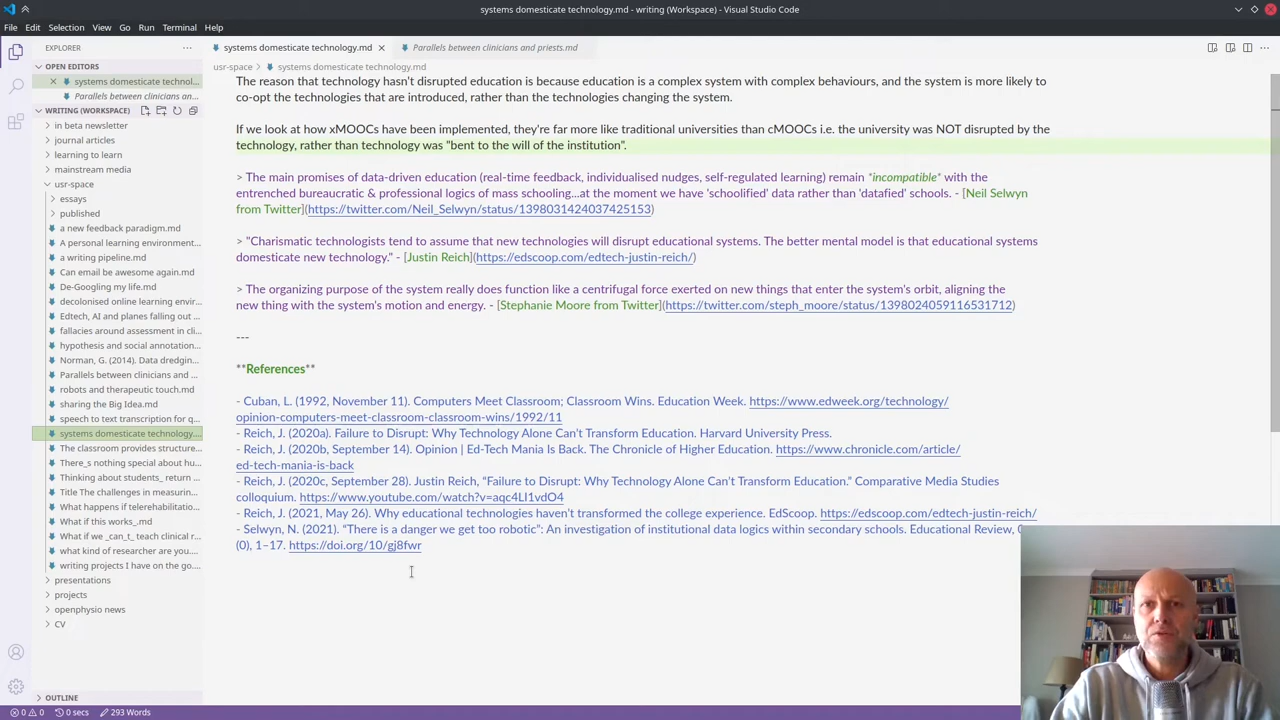 systems domesticate technology.md - writing (Workspace) - Visual Studio Code
File Edit Selection View Go Run Terminal Help
EXPLORER
OPEN EDITORS
systems domesticate technol...
Parallels between clinicians an...
WRITING (WORKSPACE)
in beta newsletter
journal articles
learning to learn
mainstream media
usr-space
essays
published
a new feedback paradigm.md
A personal learning environment...
a writing pipeline.md
Can email be awesome again.md
De-Googling my life.md
decolonised online learning envir...
Edtech, AI and planes falling out ...
fallacies around assessment in cli...
hypothesis and social annotation...
Norman, G. (2014). Data dredgin...
Parallels between clinicians and ...
robots and therapeutic touch.md
sharing the Big Idea.md
speech to text transcription for q...
systems domesticate technology....
The classroom provides structure...
There_s nothing special about hu...
Thinking about students_ return ...
Title The challenges in measurin...
What happens if telerehabilitatio...
What if this works_.md
What if we _can_t_ teach clinical r...
what kind of researcher are you....
writing projects I have on the go....
presentations
projects
openphysio news
CV
OUTLINE
0 0 0 secs 293 Words
systems domesticate technology.md
Parallels between clinicians and priests.md
usr-space > systems domesticate technology.md
The reason that technology hasn't disrupted education is because education is a complex system with complex behaviours, and the system is more likely to
co-opt the technologies that are introduced, rather than the technologies changing the system.
If we look at how xMOOCs have been implemented, they're far more like traditional universities than cMOOCs i.e. the university was NOT disrupted by the
technology, rather than technology was "bent to the will of the institution".
> The main promises of data-driven education (real-time feedback, individualised nudges, self-regulated learning) remain *incompatible* with the
entrenched bureaucratic & professional logics of mass schooling...at the moment we have 'schoolified' data rather than 'datafied' schools. - [Neil Selwyn
from Twitter](https://twitter.com/Neil_Selwyn/status/1398031424037425153)
> "Charismatic technologists tend to assume that new technologies will disrupt educational systems. The better mental model is that educational systems
domesticate new technology." - [Justin Reich](https://edscoop.com/edtech-justin-reich/)
> The organizing purpose of the system really does function like a centrifugal force exerted on new things that enter the system's orbit, aligning the
new thing with the system's motion and energy. - [Stephanie Moore from Twitter](https://twitter.com/steph_moore/status/1398024059116531712)
---
**References**
- Cuban, L. (1992, November 11). Computers Meet Classroom; Classroom Wins. Education Week. https://www.edweek.org/technology/
opinion-computers-meet-classroom-classroom-wins/1992/11
- Reich, J. (2020a). Failure to Disrupt: Why Technology Alone Can't Transform Education. Harvard University Press.
- Reich, J. (2020b, September 14). Opinion | Ed-Tech Mania Is Back. The Chronicle of Higher Education. https://www.chronicle.com/article/
ed-tech-mania-is-back
- Reich, J. (2020c, September 28). Justin Reich, “Failure to Disrupt: Why Technology Alone Can't Transform Education.” Comparative Media Studies
colloquium. https://www.youtube.com/watch?v=aqc4LI1vdO4
- Reich, J. (2021, May 26). Why educational technologies haven't transformed the college experience. EdScoop. https://edscoop.com/edtech-justin-reich/
- Selwyn, N. (2021). “There is a danger we get too robotic”: An investigation of institutional data logics within secondary schools. Educational Review, 0
(0), 1–17. https://doi.org/10/gj8fwr